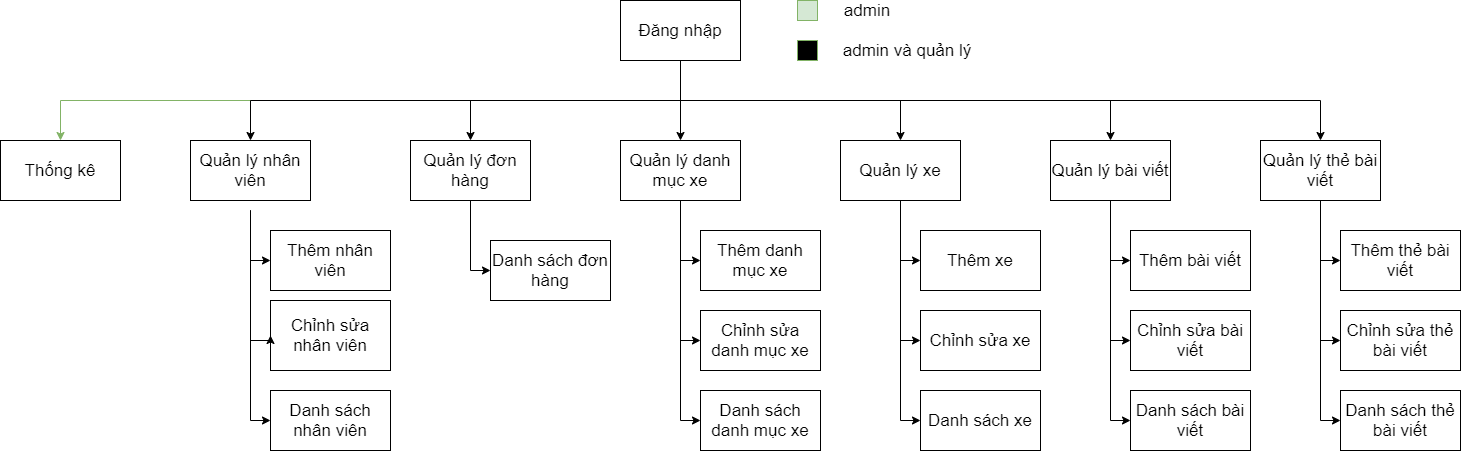 Đăng nhập
admin
admin và quản lý
Thống kê
Quản lý nhân
viên
Quản lý đơn
hàng
Quản lý danh
mục xe
Quản lý xe
Quản lý bài viết
Quản lý thẻ bài
viết
Thêm nhân
viên
Chỉnh sửa
nhân viên
Danh sách
nhân viên
Danh sách đơn
hàng
Thêm danh
mục xe
Chỉnh sửa
danh mục xe
Danh sách
danh mục xe
Thêm xe
Chỉnh sửa xe
Danh sách xe
Thêm bài viết
Chỉnh sửa bài
viết
Danh sách bài
viết
Thêm thẻ bài
viết
Chỉnh sửa thẻ
bài viết
Danh sách thẻ
bài viết